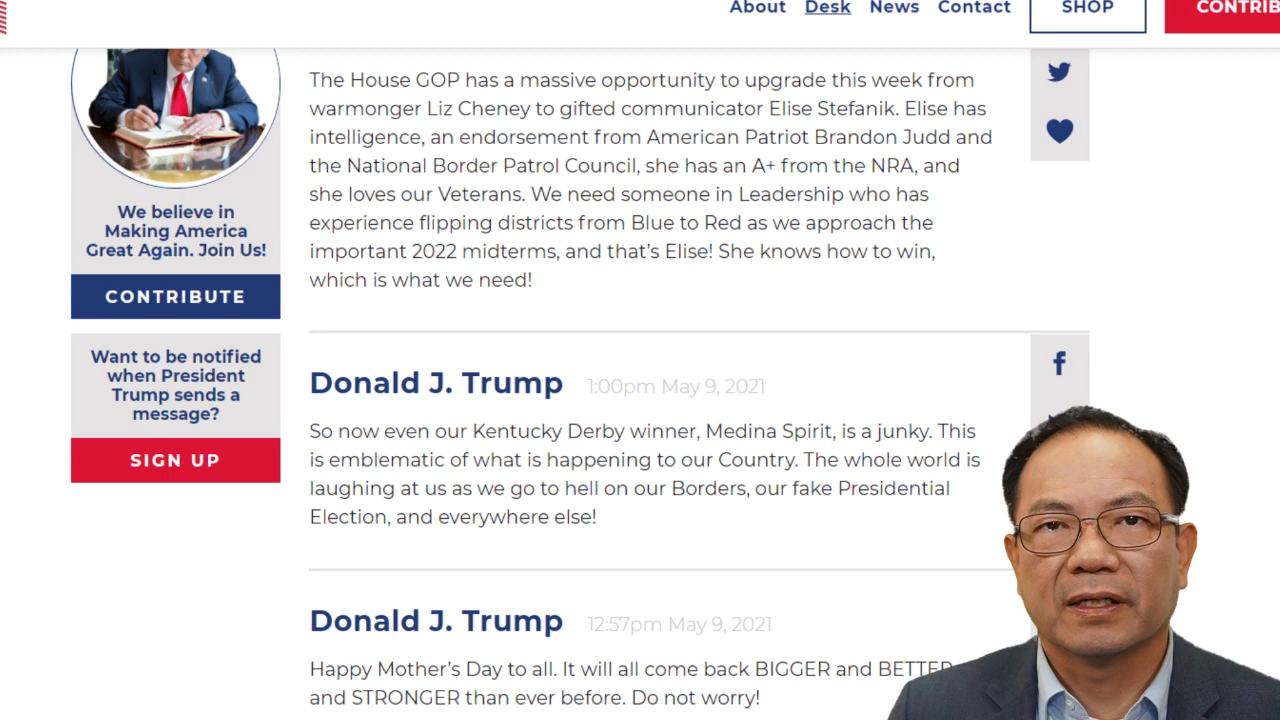 About Desk News Contact SHOP CONTRIB
The House GOP has a massive opportunity to upgrade this week from
warmonger Liz Cheney to gifted communicator Elise Stefanik. Elise has
intelligence, an endorsement from American Patriot Brandon Judd and
the National Border Patrol Council, she has an A+ from the NRA, and
she loves our Veterans. We need someone in Leadership who has
experience flipping districts from Blue to Red as we approach the
important 2022 midterms, and that's Elise! She knows how to win,
which is what we need!
We believe in
Making America
Great Again. Join Us!
CONTRIBUTE
Want to be notified
when President
Trump sends a
message?
SIGN UP
Donald J. Trump 1:00pm May 9, 2021
So now even our Kentucky Derby winner, Medina Spirit, is a junky. This
is emblematic of what is happening to our Country. The whole world is
laughing at us as we go to hell on our Borders, our fake Presidential
Election, and everywhere else!
Donald J. Trump 12:57pm May 9, 2021
Happy Mother's Day to all. It will all come back BIGGER and BETTER
and STRONGER than ever before. Do not worry!